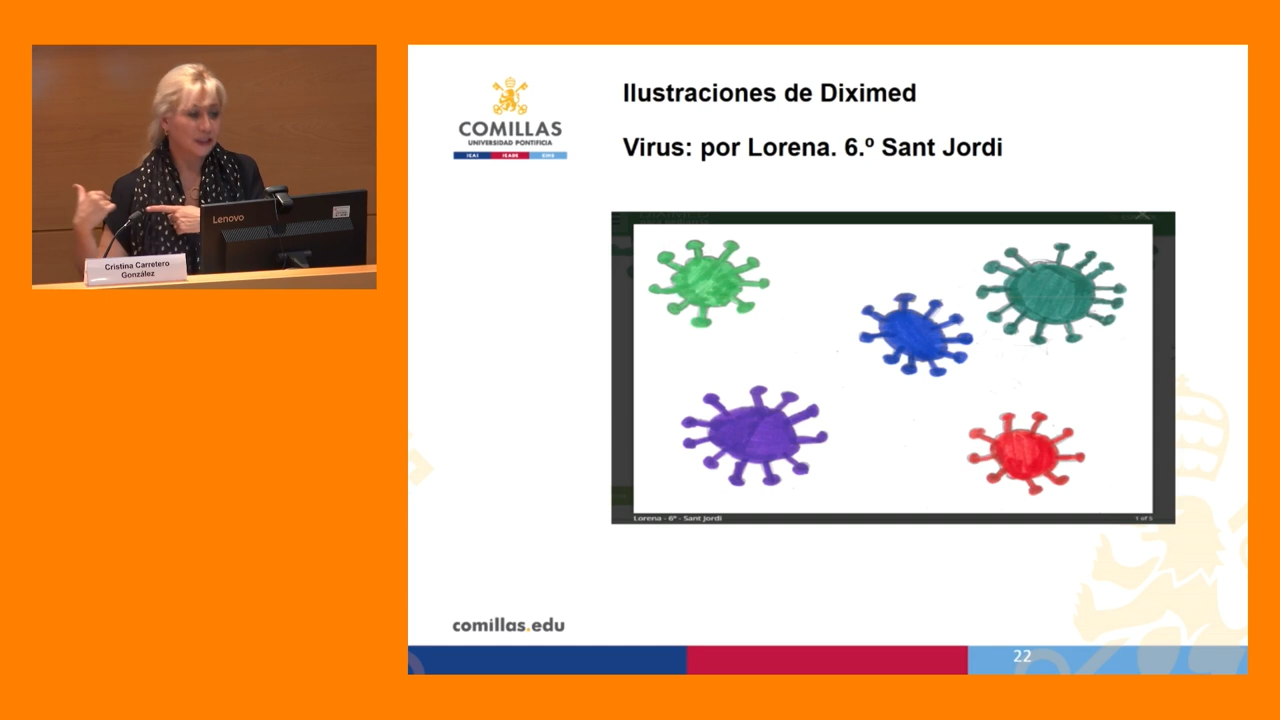 Lenovo
Cristina Carretero
González
COMILLAS
UNIVERSIDAD PONTIFICIA
ICAI ICADE CIHS
Ilustraciones de Diximed
Virus: por Lorena. 6.º Sant Jordi
Lorena - 6º - Sant Jordi
1 of 5
comillas.edu
22